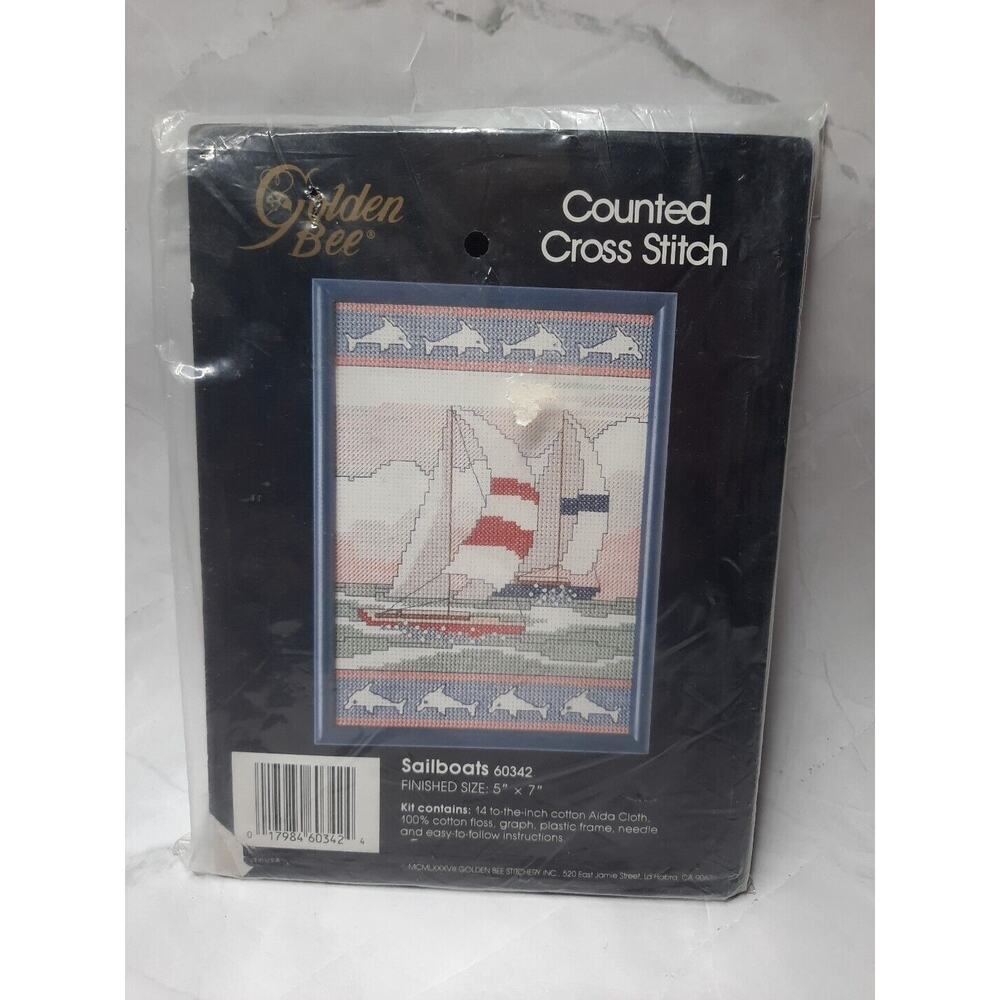 Golden
Bee®
Counted
Cross Stitch
Sailboats 60342
FINISHED SIZE: 5" × 7"
Kit contains: 14 to-the-inch cotton Aida Cloth,
100% cotton floss, graph, plastic frame, needle
and easy-to-follow instructions.
0 17984 60342 4
MCMLXXXVIII GOLDEN BEE STITCHERY INC. 520 East Jamie Street, La Habra, CA